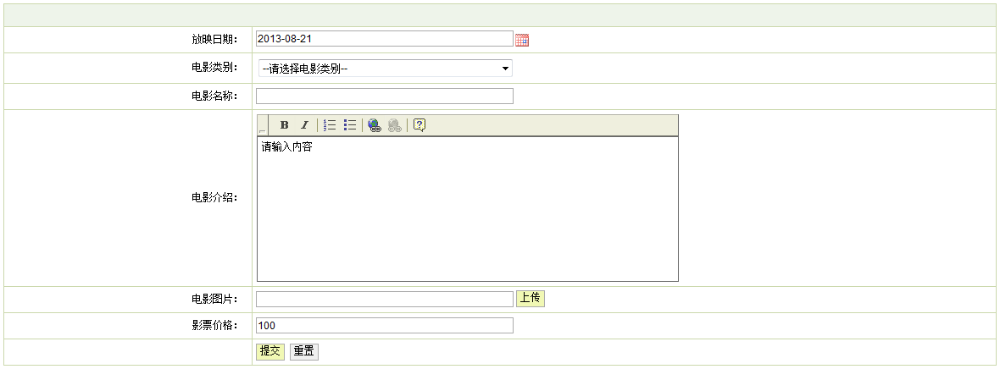 放映日期： 2013-08-21
电影类别： --请选择电影类别--
电影名称：
B I
请输入内容
电影介绍：
电影图片： 上传
影票价格： 100
提交 重置